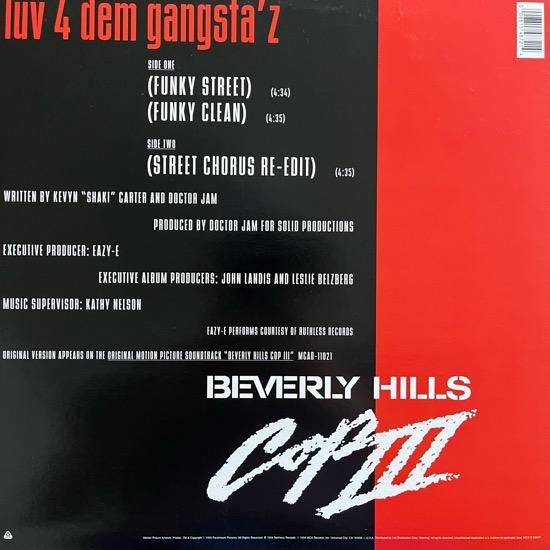 luv 4 dem gangsta'z
SIDE ONE
(FUNKY STREET) (4:34)
(FUNKY CLEAN) (4:35)
SIDE TWO
(STREET CHORUS RE-EDIT) (4:35)
WRITTEN BY KEVYN "SHAKI" CARTER AND DOCTOR JAM
PRODUCED BY DOCTOR JAM FOR SOLID PRODUCTIONS
EXECUTIVE PRODUCER: EAZY-E
EXECUTIVE ALBUM PRODUCERS: JOHN LANDIS AND LESLIE BELZBERG
MUSIC SUPERVISOR: KATHY NELSON
EAZY-E PERFORMS COURTESY OF RUTHLESS RECORDS
ORIGINAL VERSION APPEARS ON THE ORIGINAL MOTION PICTURE SOUNDTRACK "BEVERLY HILLS COP III" MCAD-11021
BEVERLY HILLS
COP III